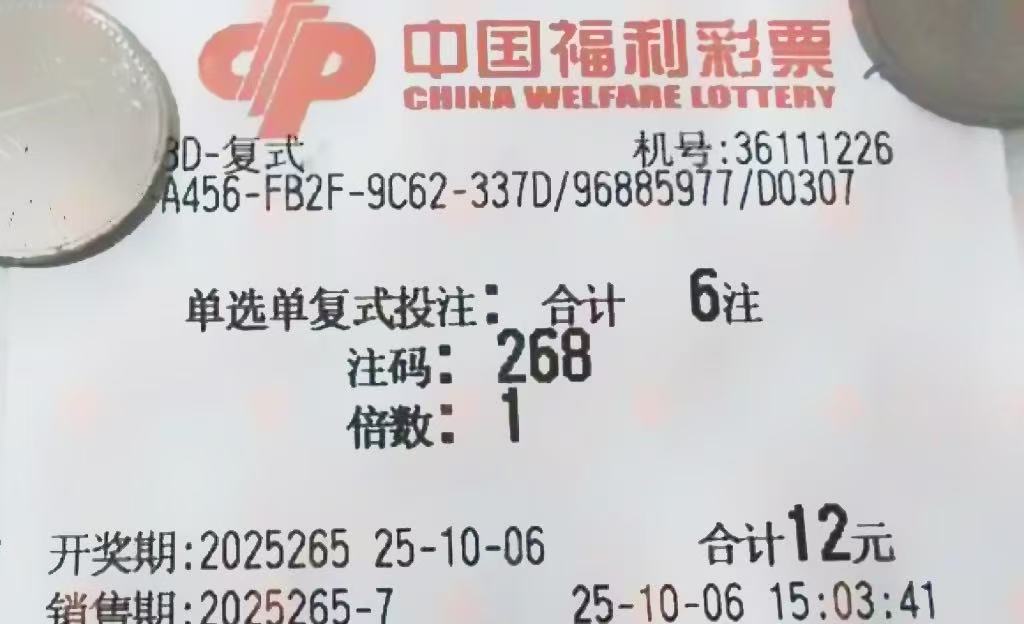 中国福利彩票
CHINA WELFARE LOTTERY
3D-复式 机号:36111226
A456-FB2F-9C62-337D/96885977/D0307
单选单复式投注: 合计 6注
注码: 268
倍数: 1
开奖期:2025265 25-10-06 合计12元
销售期:2025265-7 25-10-06 15:03:41